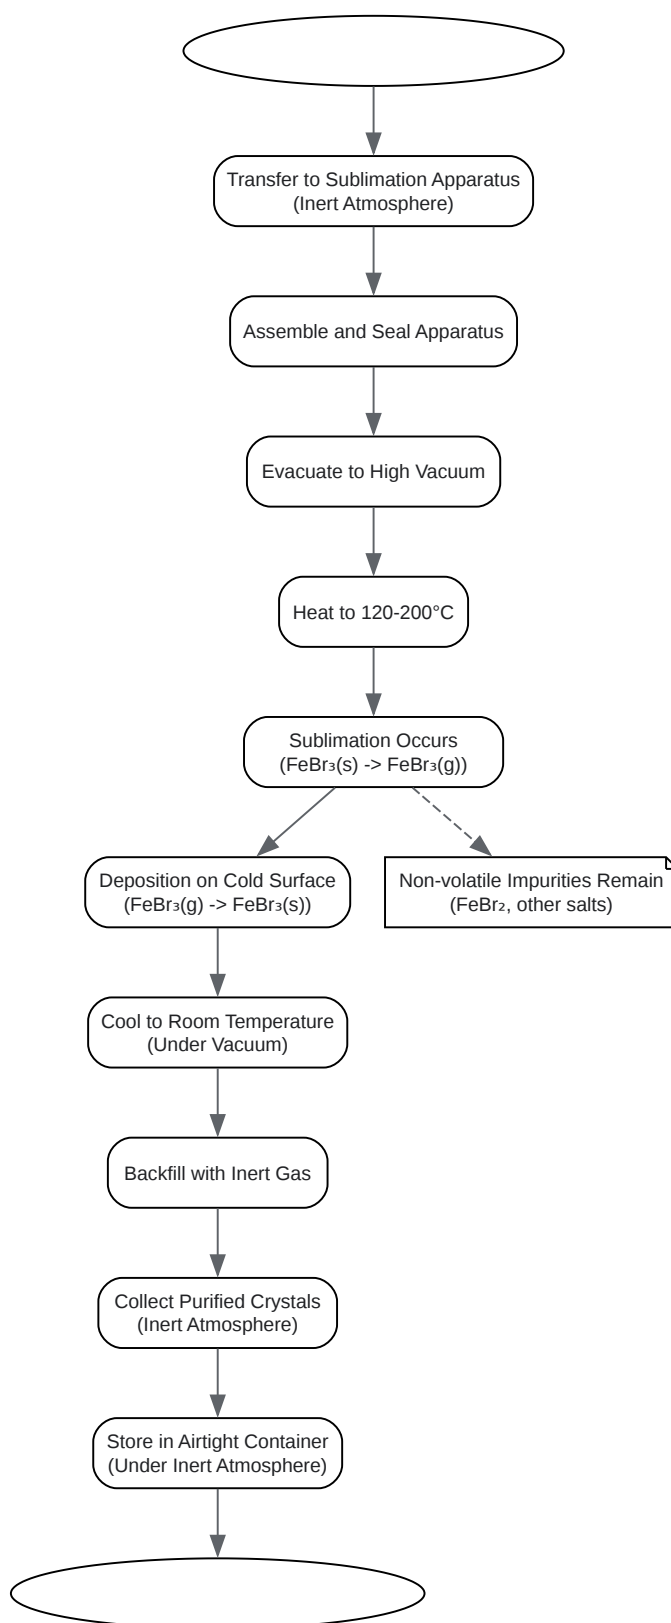 Transfer to Sublimation Apparatus
(Inert Atmosphere)
Assemble and Seal Apparatus
Evacuate to High Vacuum
Heat to 120-200°C
Sublimation Occurs
(FeBr₃(s) -> FeBr₃(g))
Deposition on Cold Surface
(FeBr₃(g) -> FeBr₃(s))
Non-volatile Impurities Remain
(FeBr₂, other salts)
Cool to Room Temperature
(Under Vacuum)
Backfill with Inert Gas
Collect Purified Crystals
(Inert Atmosphere)
Store in Airtight Container
(Under Inert Atmosphere)